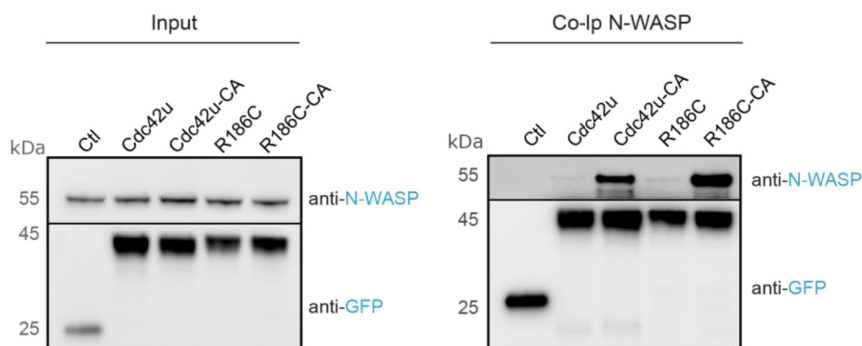 Input
kDa
Ctl
Cdc42u
Cdc42u-CA
R186C
R186C-CA
55
anti-N-WASP
45
anti-GFP
25
Co-Ip N-WASP
kDa
Ctl
Cdc42u
Cdc42u-CA
R186C
R186C-CA
55
anti-N-WASP
45
anti-GFP
25